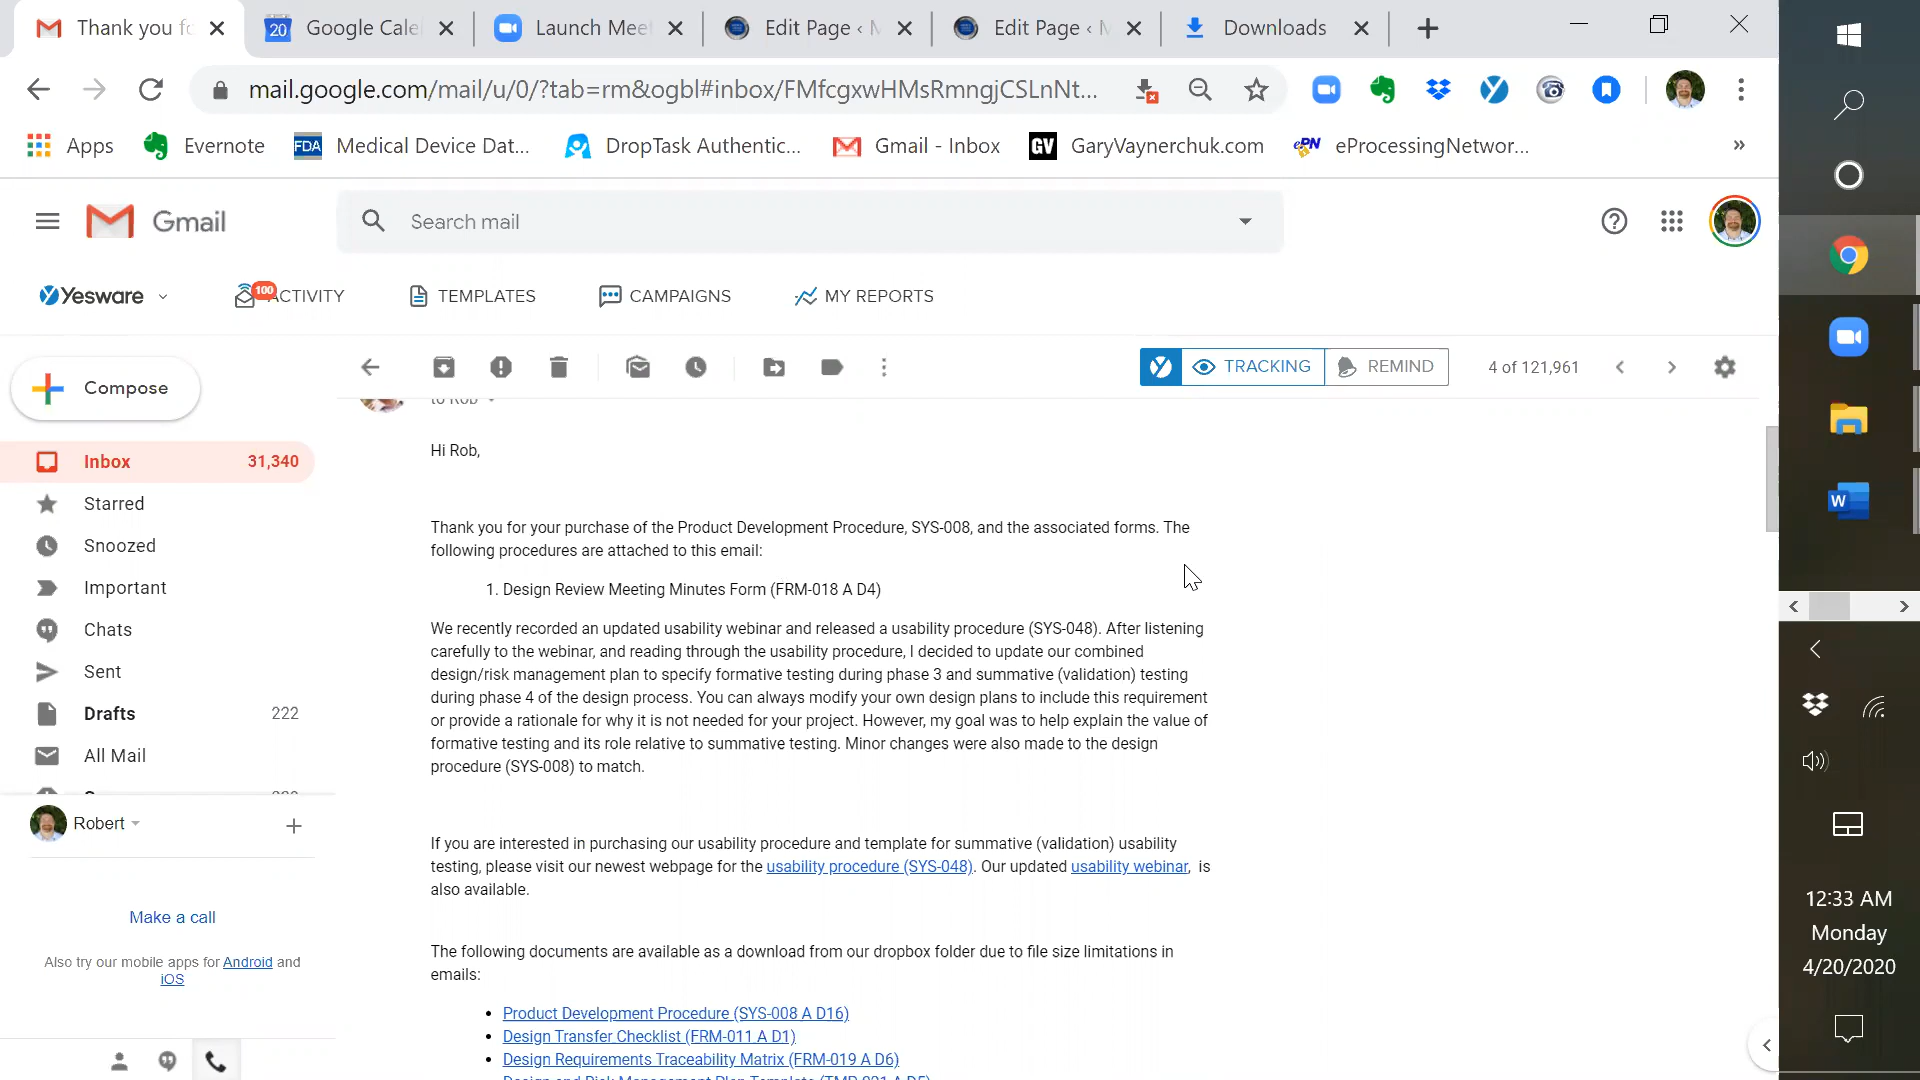 Thank you fo
20
Google Cale
Launch Mee
Edit Page ‹ M
Edit Page ‹ M
Downloads
mail.google.com/mail/u/0/?tab=rm&ogbl#inbox/FMfcgxwHMsRmngjCSLnNt...
Apps
Evernote
FDA
Medical Device Dat...
DropTask Authentic...
Gmail - Inbox
GV
GaryVaynerchuk.com
ePN
eProcessingNetwor...
»
Gmail
Search mail
Yesware
100
ACTIVITY
TEMPLATES
CAMPAIGNS
MY REPORTS
Compose
TRACKING
REMIND
4 of 121,961
to Rob
Inbox 31,340
Starred
Snoozed
Important
Chats
Sent
Drafts 222
All Mail
Robert
Make a call
Also try our mobile apps for Android and
iOS
Hi Rob,
Thank you for your purchase of the Product Development Procedure, SYS-008, and the associated forms. The
following procedures are attached to this email:
1. Design Review Meeting Minutes Form (FRM-018 A D4)
We recently recorded an updated usability webinar and released a usability procedure (SYS-048). After listening
carefully to the webinar, and reading through the usability procedure, I decided to update our combined
design/risk management plan to specify formative testing during phase 3 and summative (validation) testing
during phase 4 of the design process. You can always modify your own design plans to include this requirement
or provide a rationale for why it is not needed for your project. However, my goal was to help explain the value of
formative testing and its role relative to summative testing. Minor changes were also made to the design
procedure (SYS-008) to match.
If you are interested in purchasing our usability procedure and template for summative (validation) usability
testing, please visit our newest webpage for the usability procedure (SYS-048). Our updated usability webinar, is
also available.
The following documents are available as a download from our dropbox folder due to file size limitations in
emails:
• Product Development Procedure (SYS-008 A D16)
• Design Transfer Checklist (FRM-011 A D1)
• Design Requirements Traceability Matrix (FRM-019 A D6)
W
12:33 AM
Monday
4/20/2020